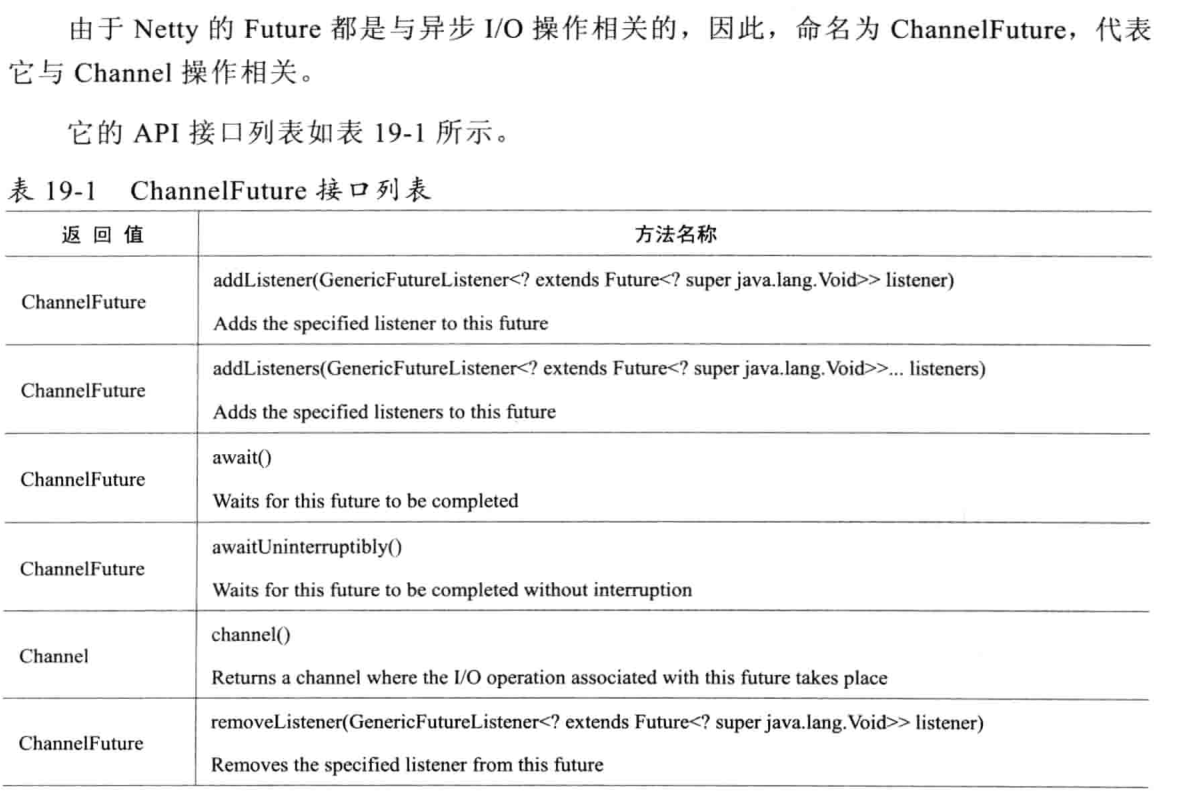 由于 Netty 的 Future 都是与异步 I/O 操作相关的，因此，命名为 ChannelFuture，代表
它与 Channel 操作相关。
它的 API 接口列表如表 19-1 所示。
表 19-1 ChannelFuture 接口列表
返 回 值 方法名称
ChannelFuture
addListener(GenericFutureListener<? extends Future<? super java.lang.Void>> listener)
Adds the specified listener to this future
ChannelFuture
addListeners(GenericFutureListener<? extends Future<? super java.lang.Void>>... listeners)
Adds the specified listeners to this future
ChannelFuture
await()
Waits for this future to be completed
ChannelFuture
awaitUninterruptibly()
Waits for this future to be completed without interruption
Channel
channel()
Returns a channel where the I/O operation associated with this future takes place
ChannelFuture
removeListener(GenericFutureListener<? extends Future<? super java.lang.Void>> listener)
Removes the specified listener from this future